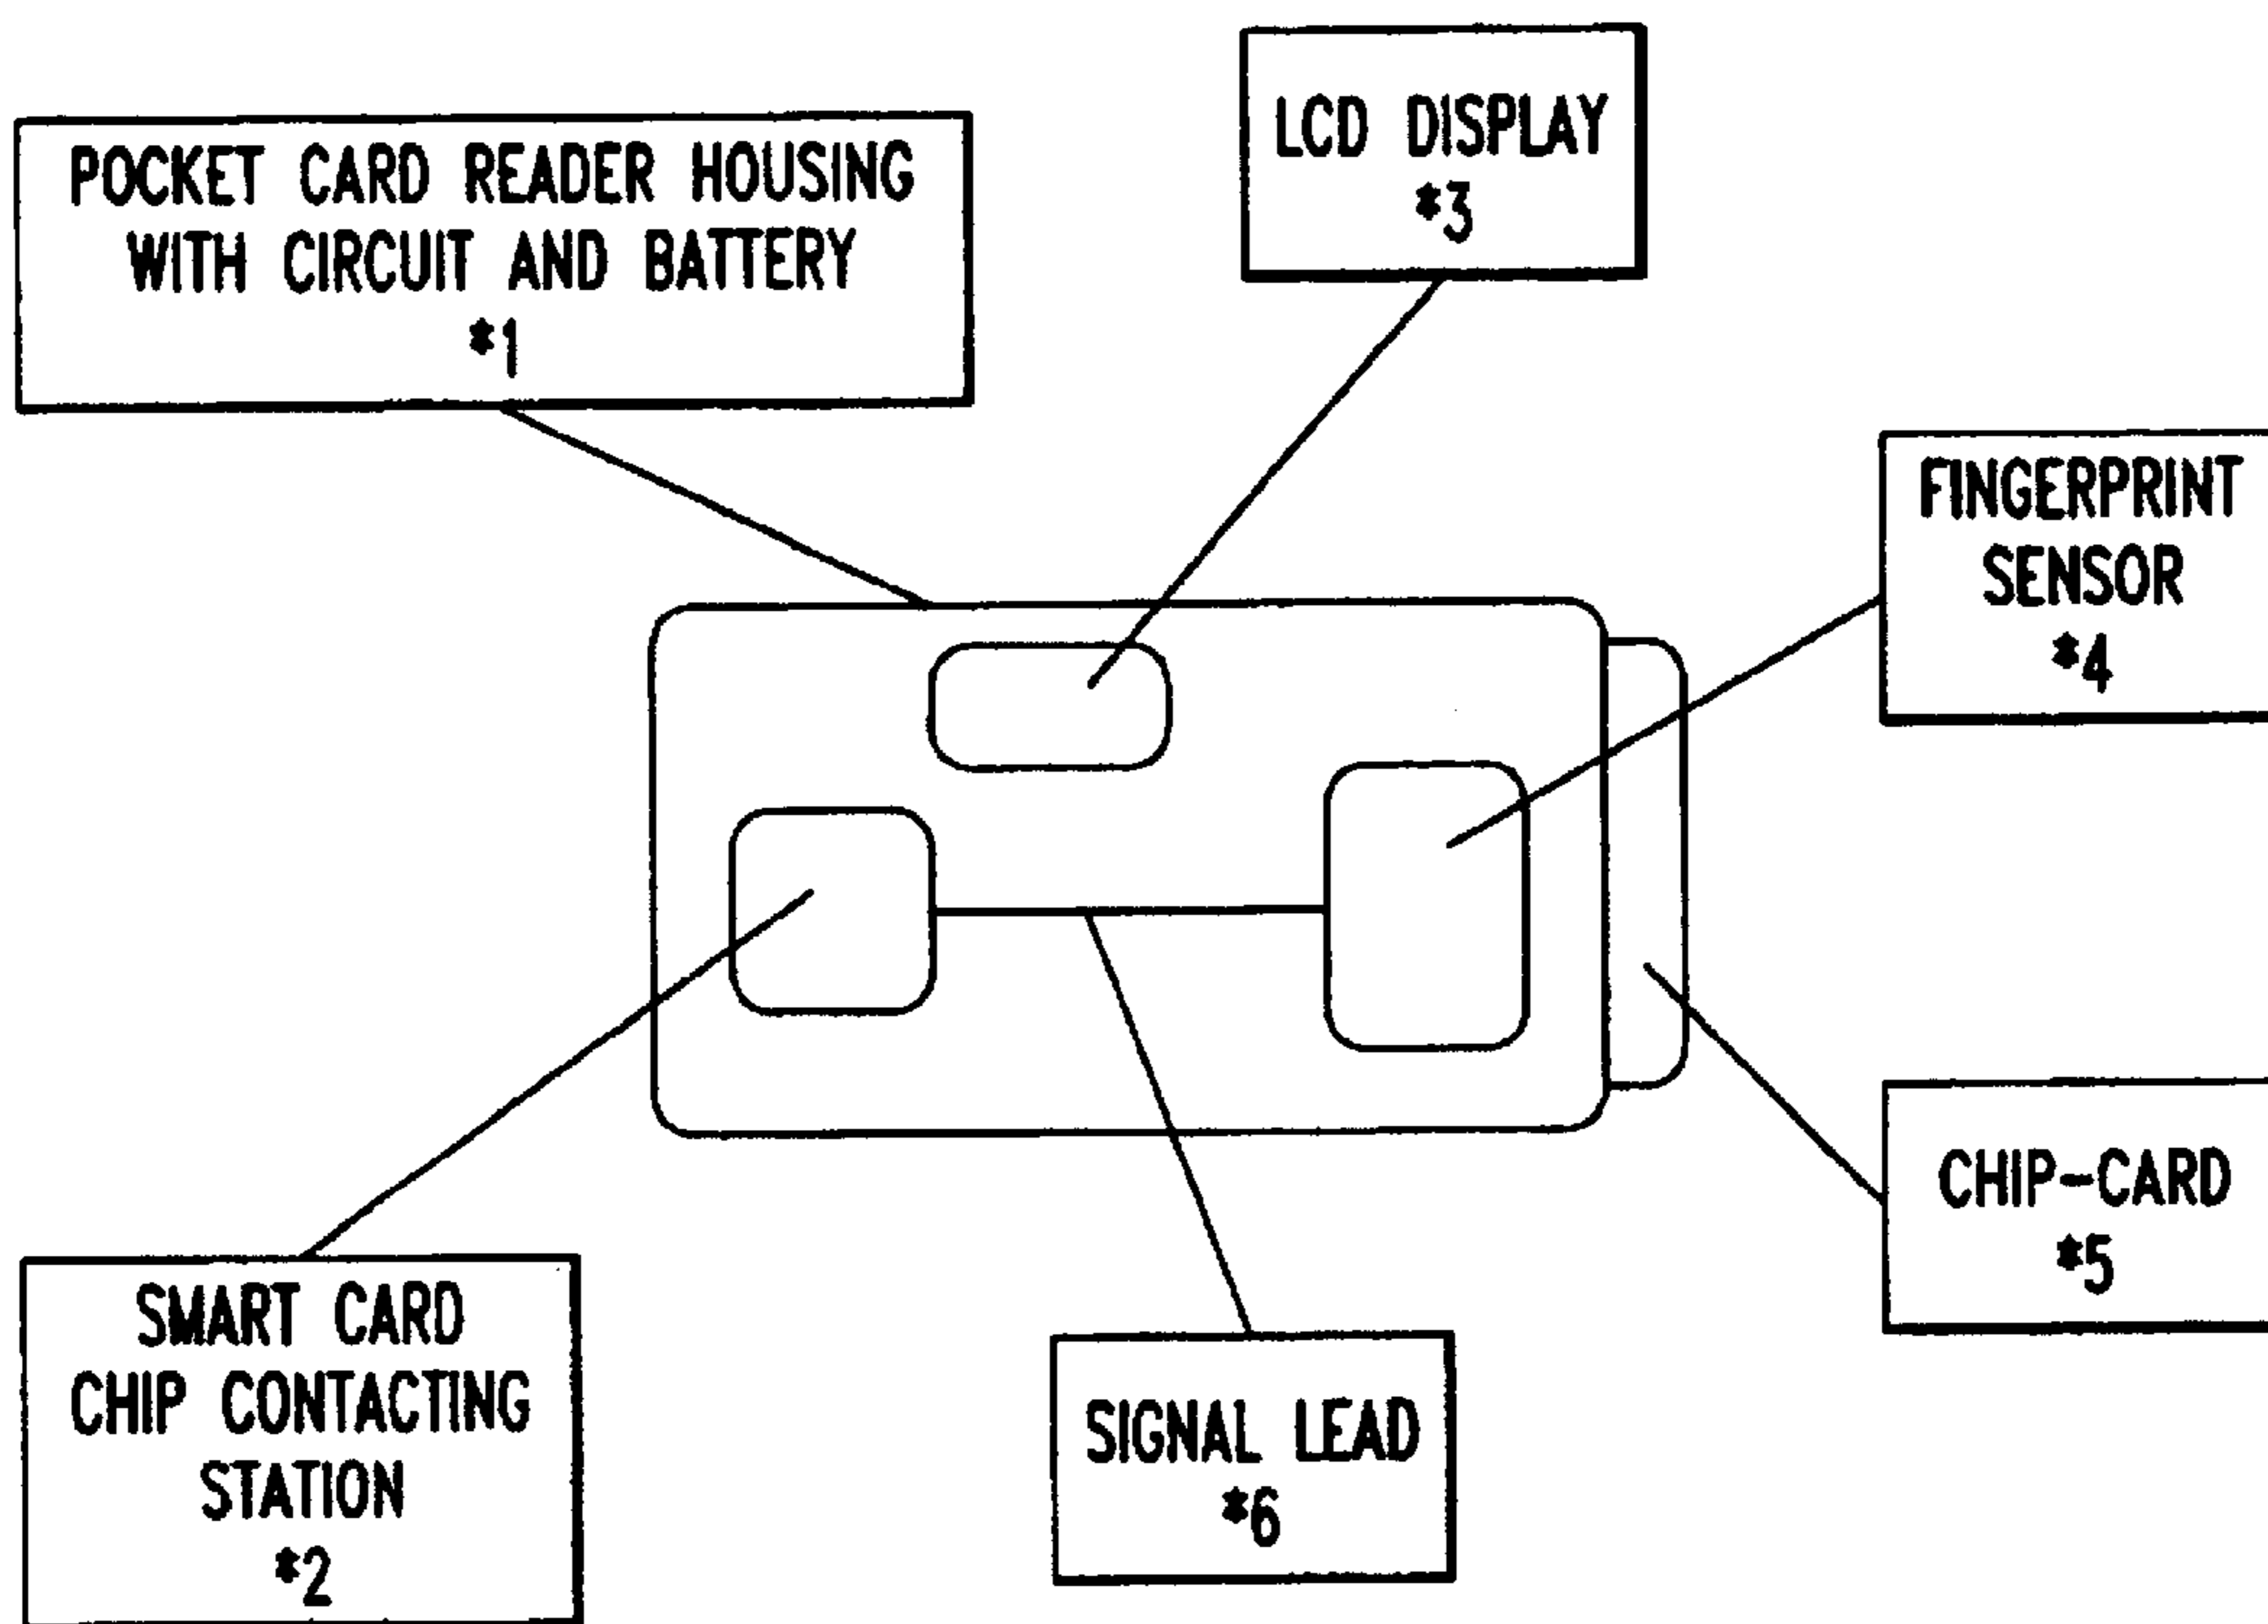 LCD DISPLAY
*3
POCKET CARD READER HOUSING
WITH CIRCUIT AND BATTERY
*1
FINGERPRINT
SENSOR
*4
CHIP-CARD
*5
SMART CARD
CHIP CONTACTING
STATION
*2
SIGNAL LEAD
*6